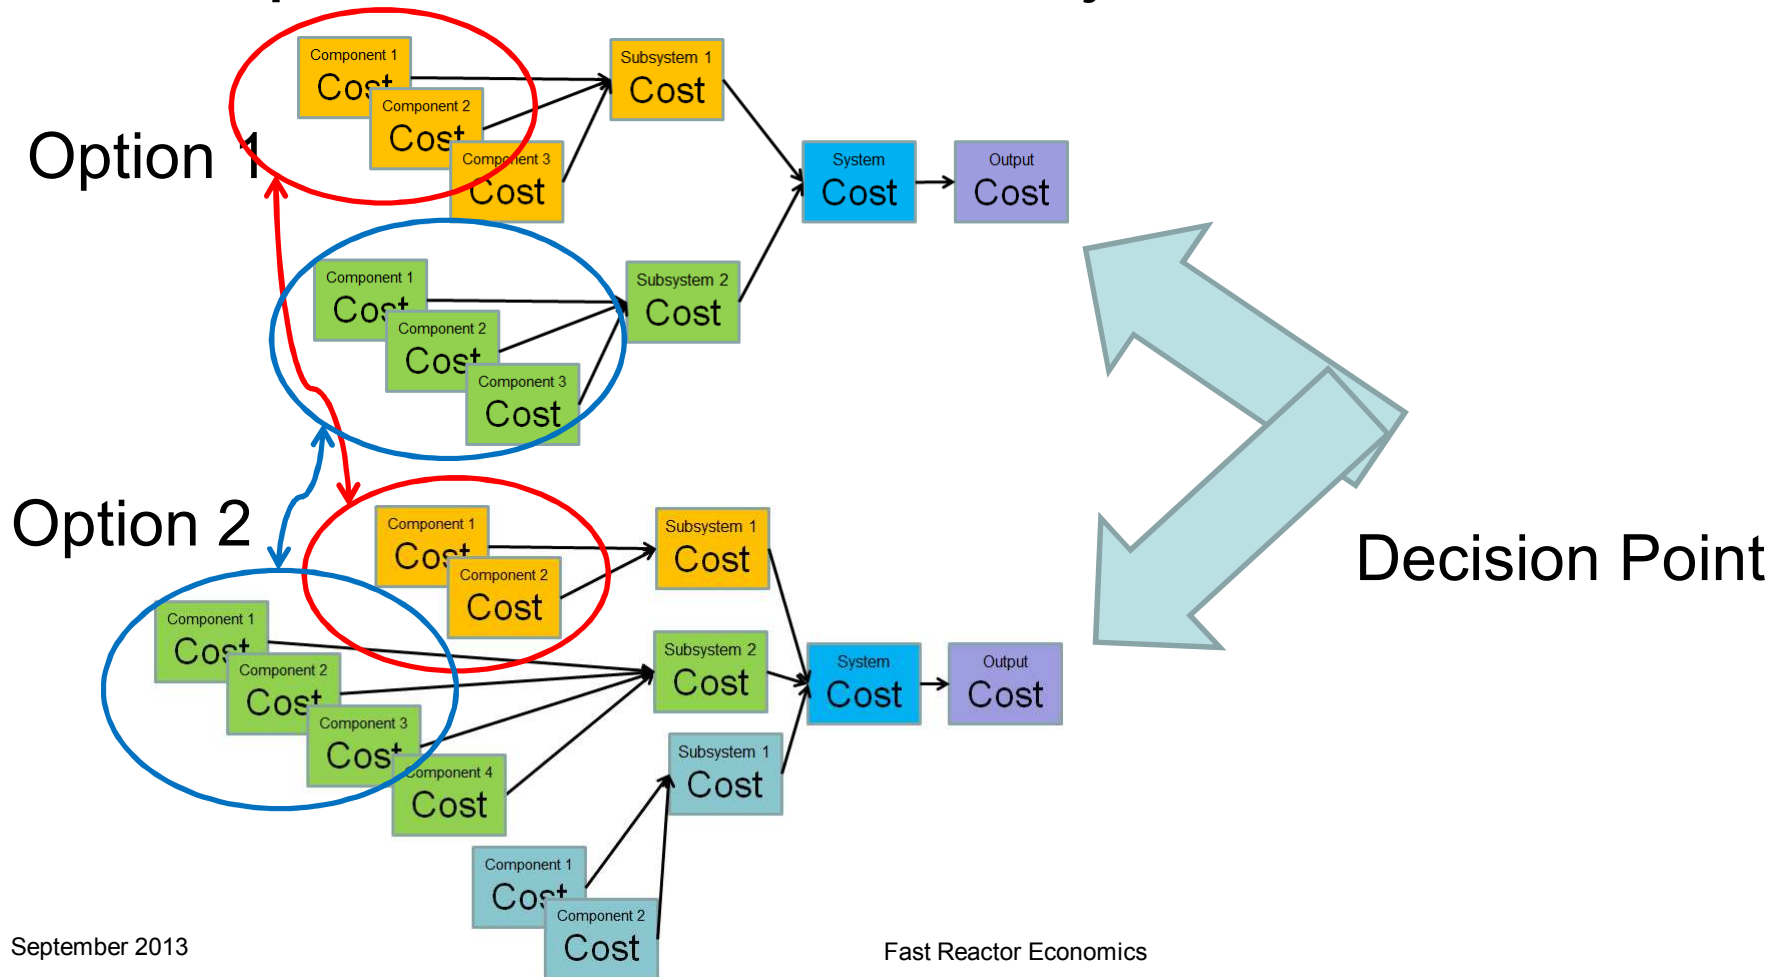 Component 1
Cost
Component 2
Cost
Component 3
Cost
Subsystem 1
Cost
Option 1
System
Cost
Output
Cost
Component 1
Cost
Component 2
Cost
Component 3
Cost
Subsystem 2
Cost
Option 2
Decision Point
Component 1
Cost
Component 2
Cost
Subsystem 1
Cost
Component 1
Cost
Component 2
Cost
Component 3
Cost
Component 4
Cost
Subsystem 2
Cost
System
Cost
Output
Cost
Subsystem 1
Cost
Component 1
Cost
Component 2
Cost
September 2013
Fast Reactor Economics